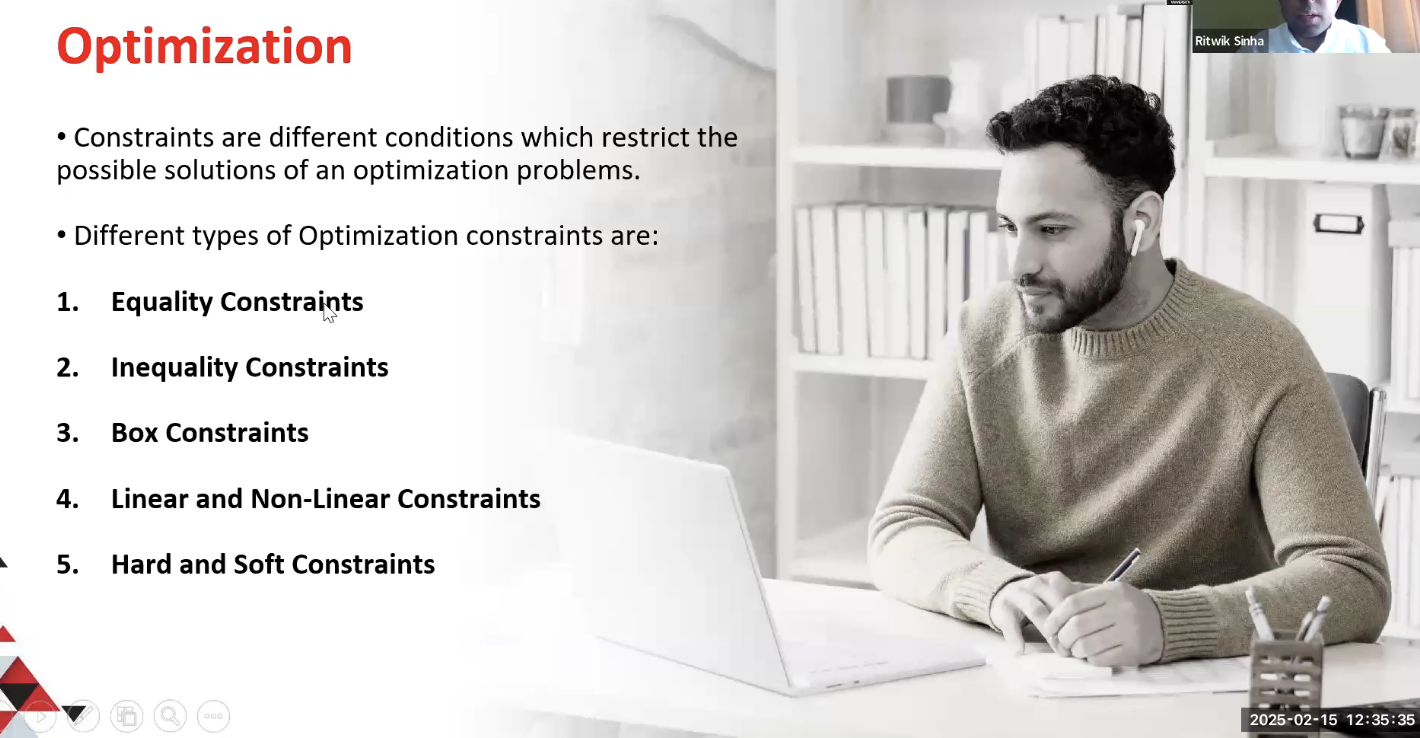 Optimization
Ritwik Sinha
• Constraints are different conditions which restrict the
possible solutions of an optimization problems.
• Different types of Optimization constraints are:
1. Equality Constraints
2. Inequality Constraints
3. Box Constraints
4. Linear and Non-Linear Constraints
5. Hard and Soft Constraints
2025-02-15 12:35:35